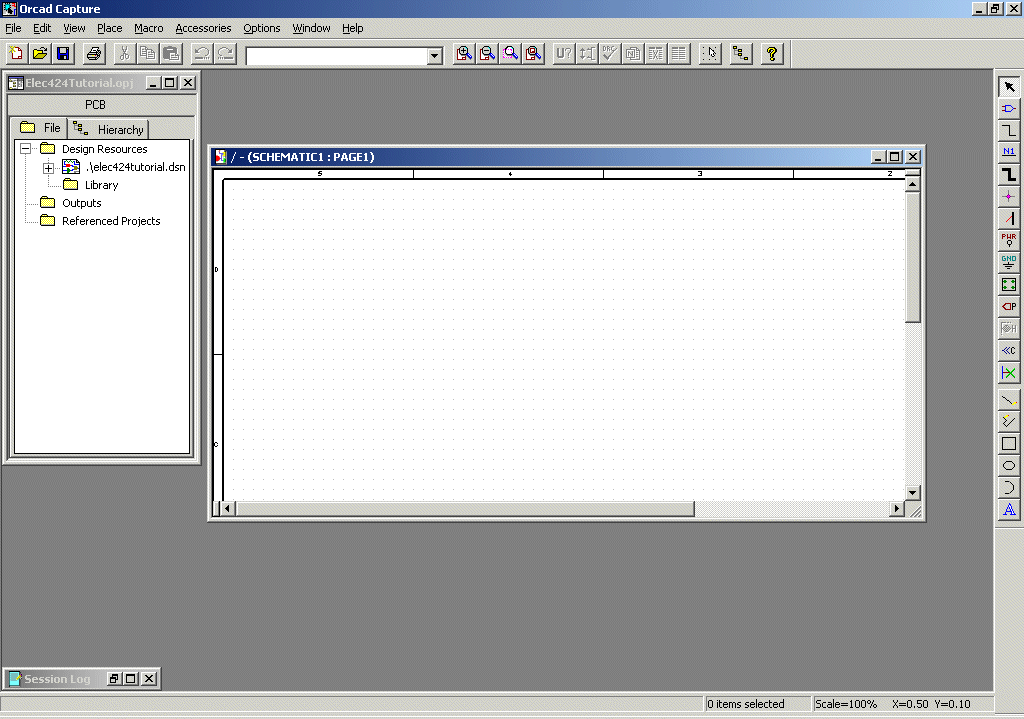 Orcad Capture
File Edit View Place Macro Accessories Options Window Help
U?
DRC
Elec424Tutorial.opj
PCB
File Hierarchy
Design Resources
.\elec424tutorial.dsn
Library
Outputs
Referenced Projects
/ - (SCHEMATIC1 : PAGE1)
5 4 3 2
D
C
N1
PWR
GND
P
H
C
A
Session Log
0 items selected Scale=100% X=0.50 Y=0.10